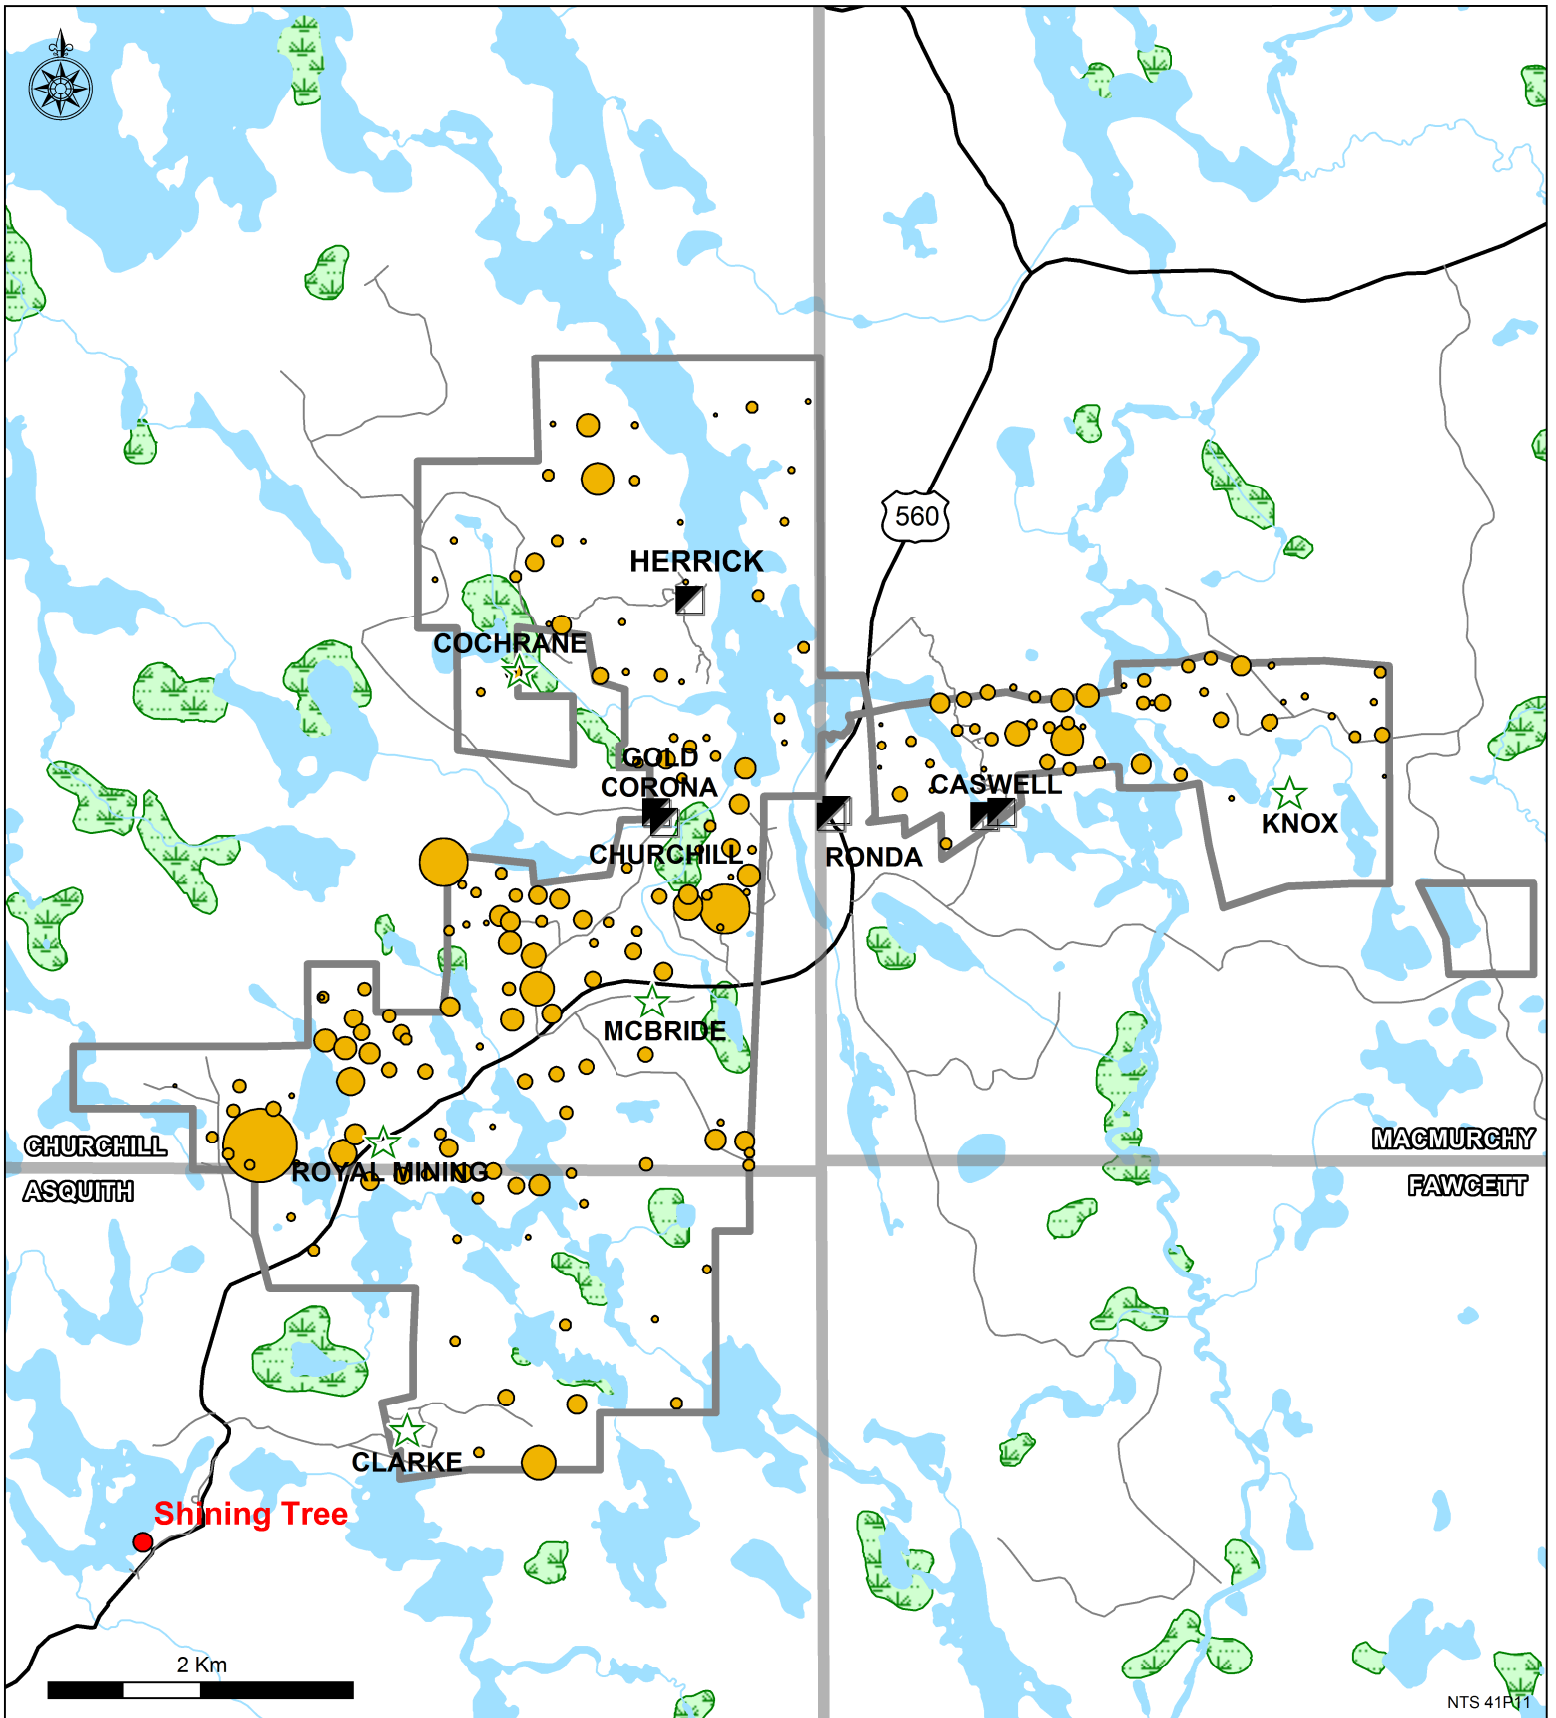 560
HERRICK
COCHRANE
GOLD
CORONA
CASWELL
KNOX
CHURCHILL
RONDA
MCBRIDE
CHURCHILL
MACMURCHY
ROYAL MINING
ASQUITH
FAWCETT
CLARKE
Shining Tree
2 Km
NTS 41P11